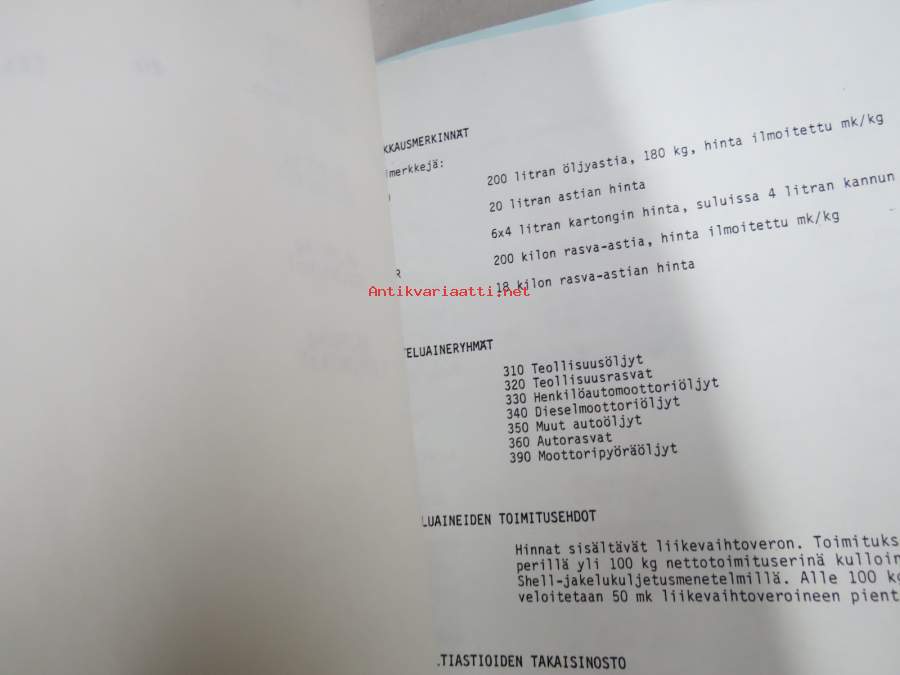 KKAUSMERKINNÄT
imerkkejä:
200 litran öljyastia, 180 kg, hinta ilmoitettu mk/kg
20 litran astian hinta
6x4 litran kartongin hinta, suluissa 4 litran kannun
200 kilon rasva-astia, hinta ilmoitettu mk/kg
R
18 kilon rasva-astian hinta
Antikvariaatti.net
ELUAINERYHMÄT
310 Teollisuusöljyt
320 Teollisuusrasvat
330 Henkilöautomoottoriöljyt
340 Dieselmoottoriöljyt
350 Muut autoöljyt
360 Autorasvat
390 Moottoripyöräöljyt
LUAINEIDEN TOIMITUSEHDOT
Hinnat sisältävät liikevaihtoveron. Toimituks
perillä yli 100 kg nettotoimituserinä kulloin
Shell-jakelukuljetusmenetelmillä. Alle 100 kg
veloitetaan 50 mk liikevaihtoveroineen pient
TIASTIOIDEN TAKAISINOSTO